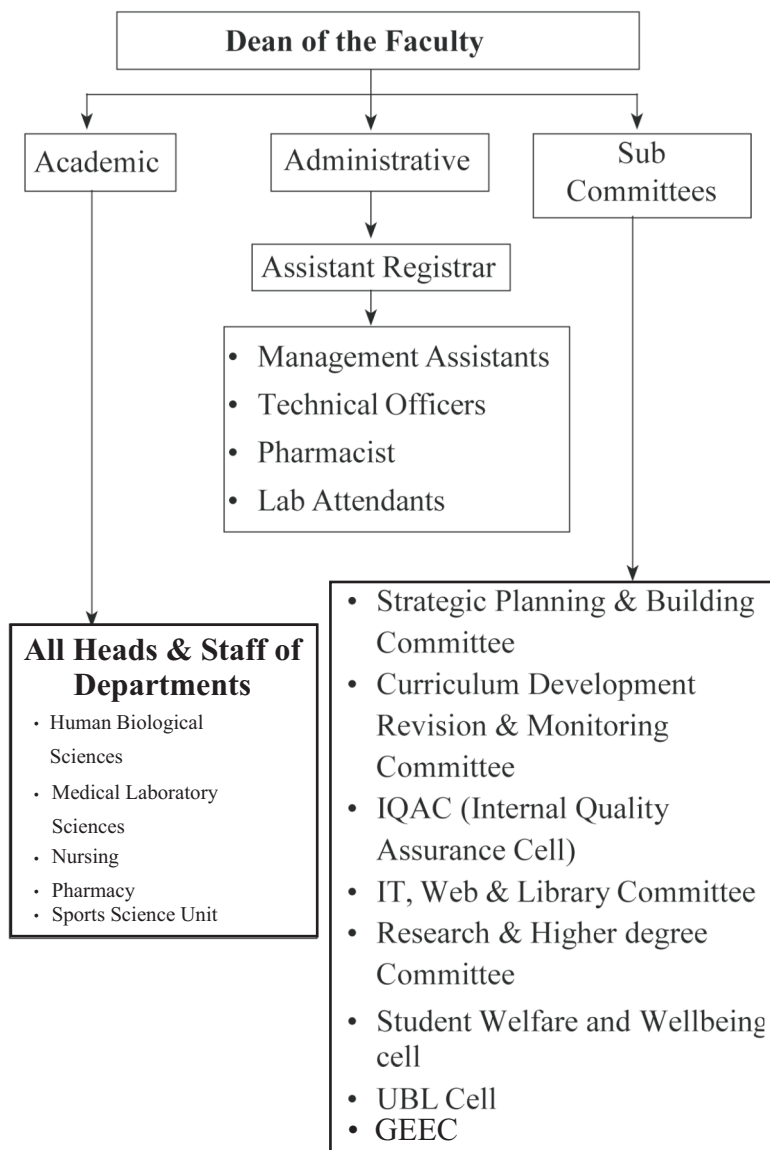 Dean of the Faculty
Academic
Administrative
Sub
Committees
Assistant Registrar
• Management Assistants
• Technical Officers
• Pharmacist
• Lab Attendants
All Heads & Staff of
Departments
• Human Biological
Sciences
• Medical Laboratory
Sciences
• Nursing
• Pharmacy
• Sports Science Unit
• Strategic Planning & Building
Committee
• Curriculum Development
Revision & Monitoring
Committee
• IQAC (Internal Quality
Assurance Cell)
• IT, Web & Library Committee
• Research & Higher degree
Committee
• Student Welfare and Wellbeing
cell
• UBL Cell
• GEEC